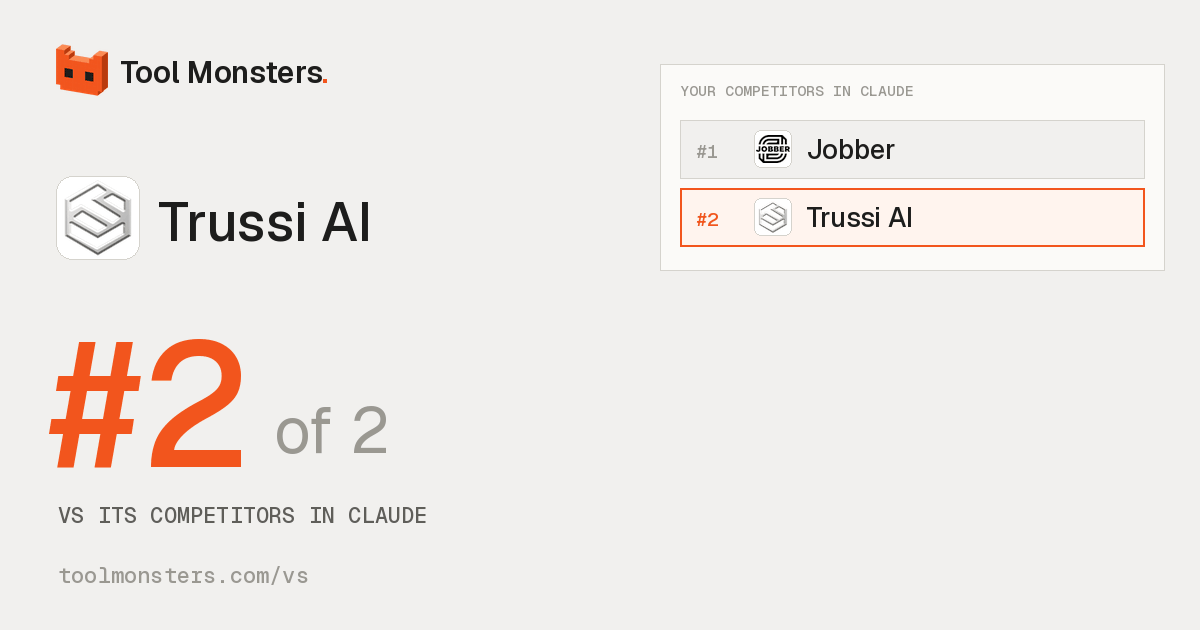 Tool Monsters.
Trussi AI
#2 of 2
VS ITS COMPETITORS IN CLAUDE
toolmonsters.com/vs
YOUR COMPETITORS IN CLAUDE
#1 JOBBER Jobber
#2 Trussi AI